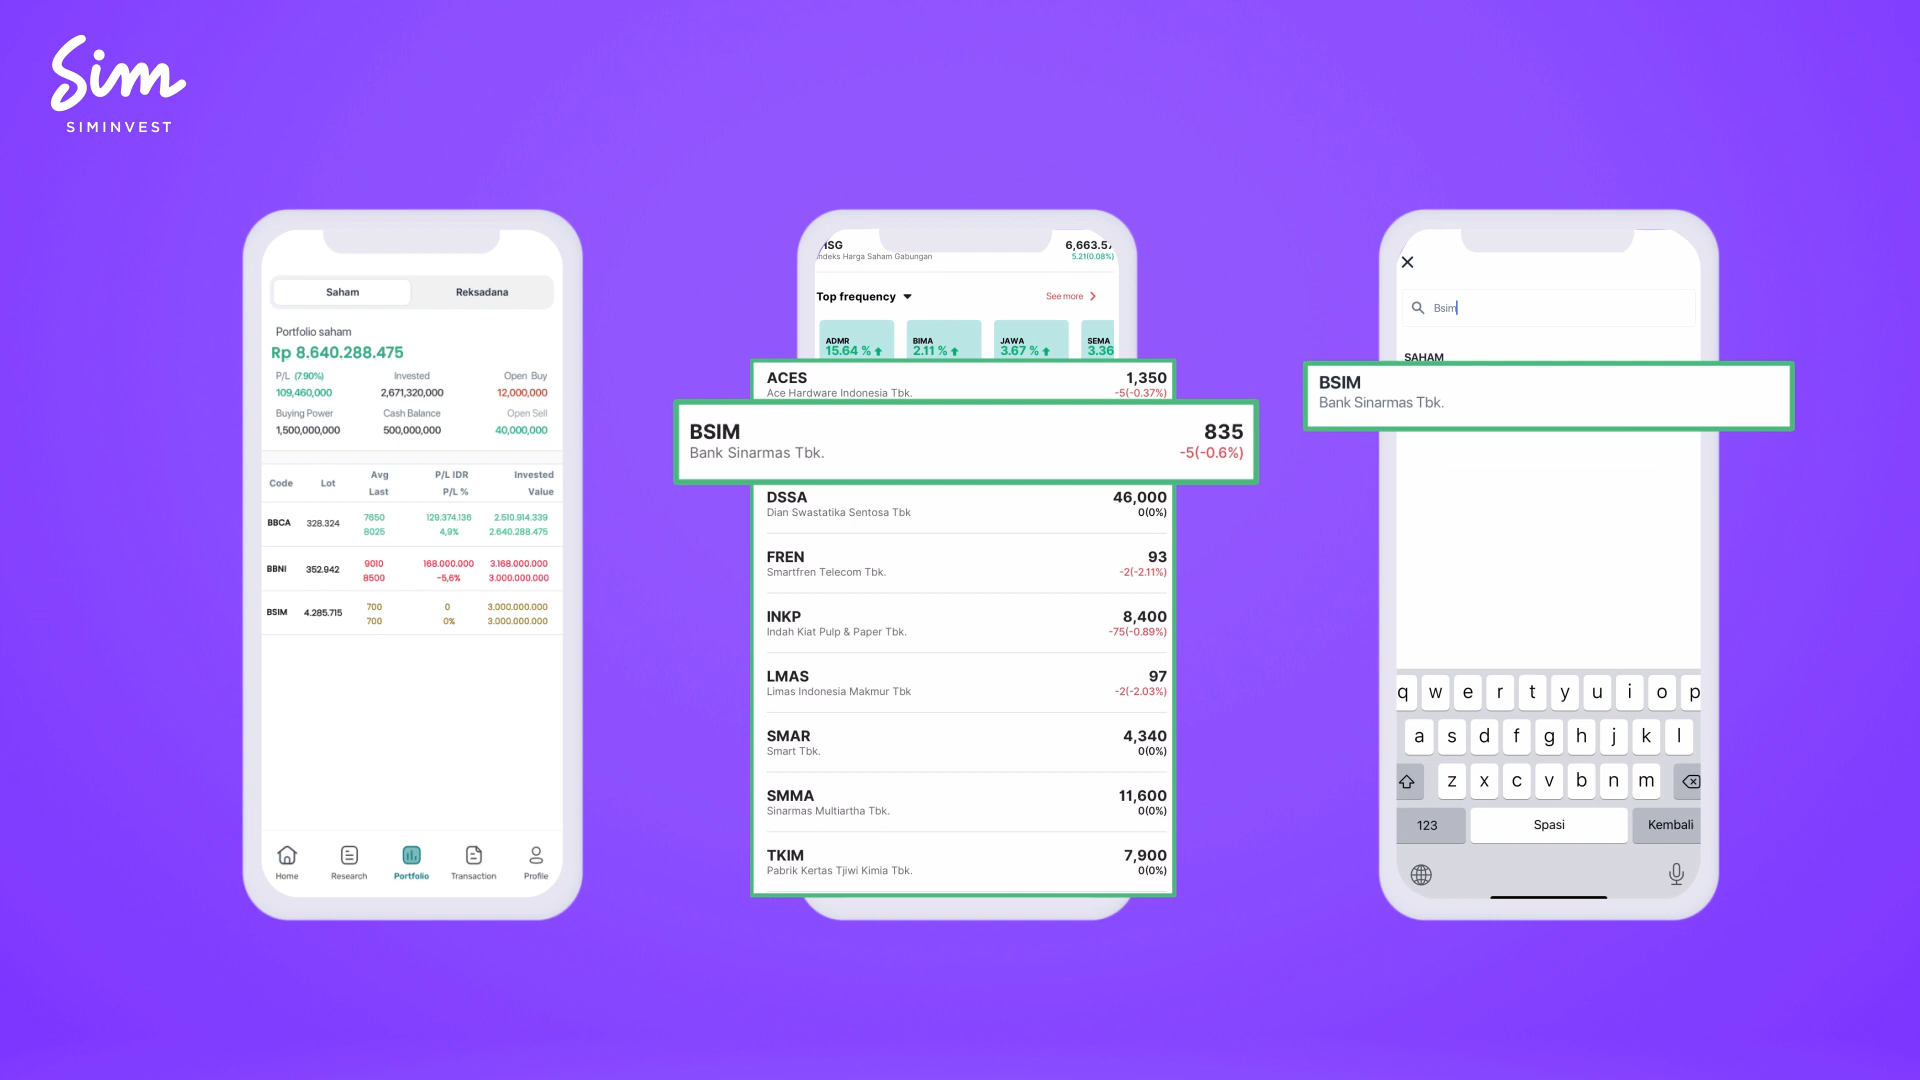 Sim
SIMINVEST
Saham Reksadana
Portfolio saham
Rp 8.640.288.475
P/L (7.90%) Invested Open Buy
109,460,000 2,671,320,000 12,000,000
Buying Power Cash Balance Open Sell
1,500,000,000 500,000,000 40,000,000
Code Lot Avg P/L IDR Invested
Last P/L % Value
BBCA 328.324 7650 129.374.136 2.510.914.339
8025 4,9% 2.640.288.475
BBNI 352.942 9010 168.000.000 3.168.000.000
8500 -5,6% 3.000.000.000
BSIM 4.285.715 700 0 3.000.000.000
700 0% 3.000.000.000
Home Research Portfolio Transaction Profile
HSG 6,663.57
Indeks Harga Saham Gabungan 5.21(0.08%)
Top frequency See more
ADMR BIMA JAWA SEMA
15.64 % 2.11 % 3.67 % 3.36
ACES 1,350
Ace Hardware Indonesia Tbk. -5(-0.37%)
BSIM 835
Bank Sinarmas Tbk. -5(-0.6%)
DSSA 46,000
Dian Swastatika Sentosa Tbk 0(0%)
FREN 93
Smartfren Telecom Tbk. -2(-2.11%)
INKP 8,400
Indah Kiat Pulp & Paper Tbk. -75(-0.89%)
LMAS 97
Limas Indonesia Makmur Tbk -2(-2.03%)
SMAR 4,340
Smart Tbk. 0(0%)
SMMA 11,600
Sinarmas Multiartha Tbk. 0(0%)
TKIM 7,900
Pabrik Kertas Tjiwi Kimia Tbk. 0(0%)
Bsim
SAHAM
BSIM
Bank Sinarmas Tbk.
q w e r t y u i o p
a s d f g h j k l
z x c v b n m
123 Spasi Kembali